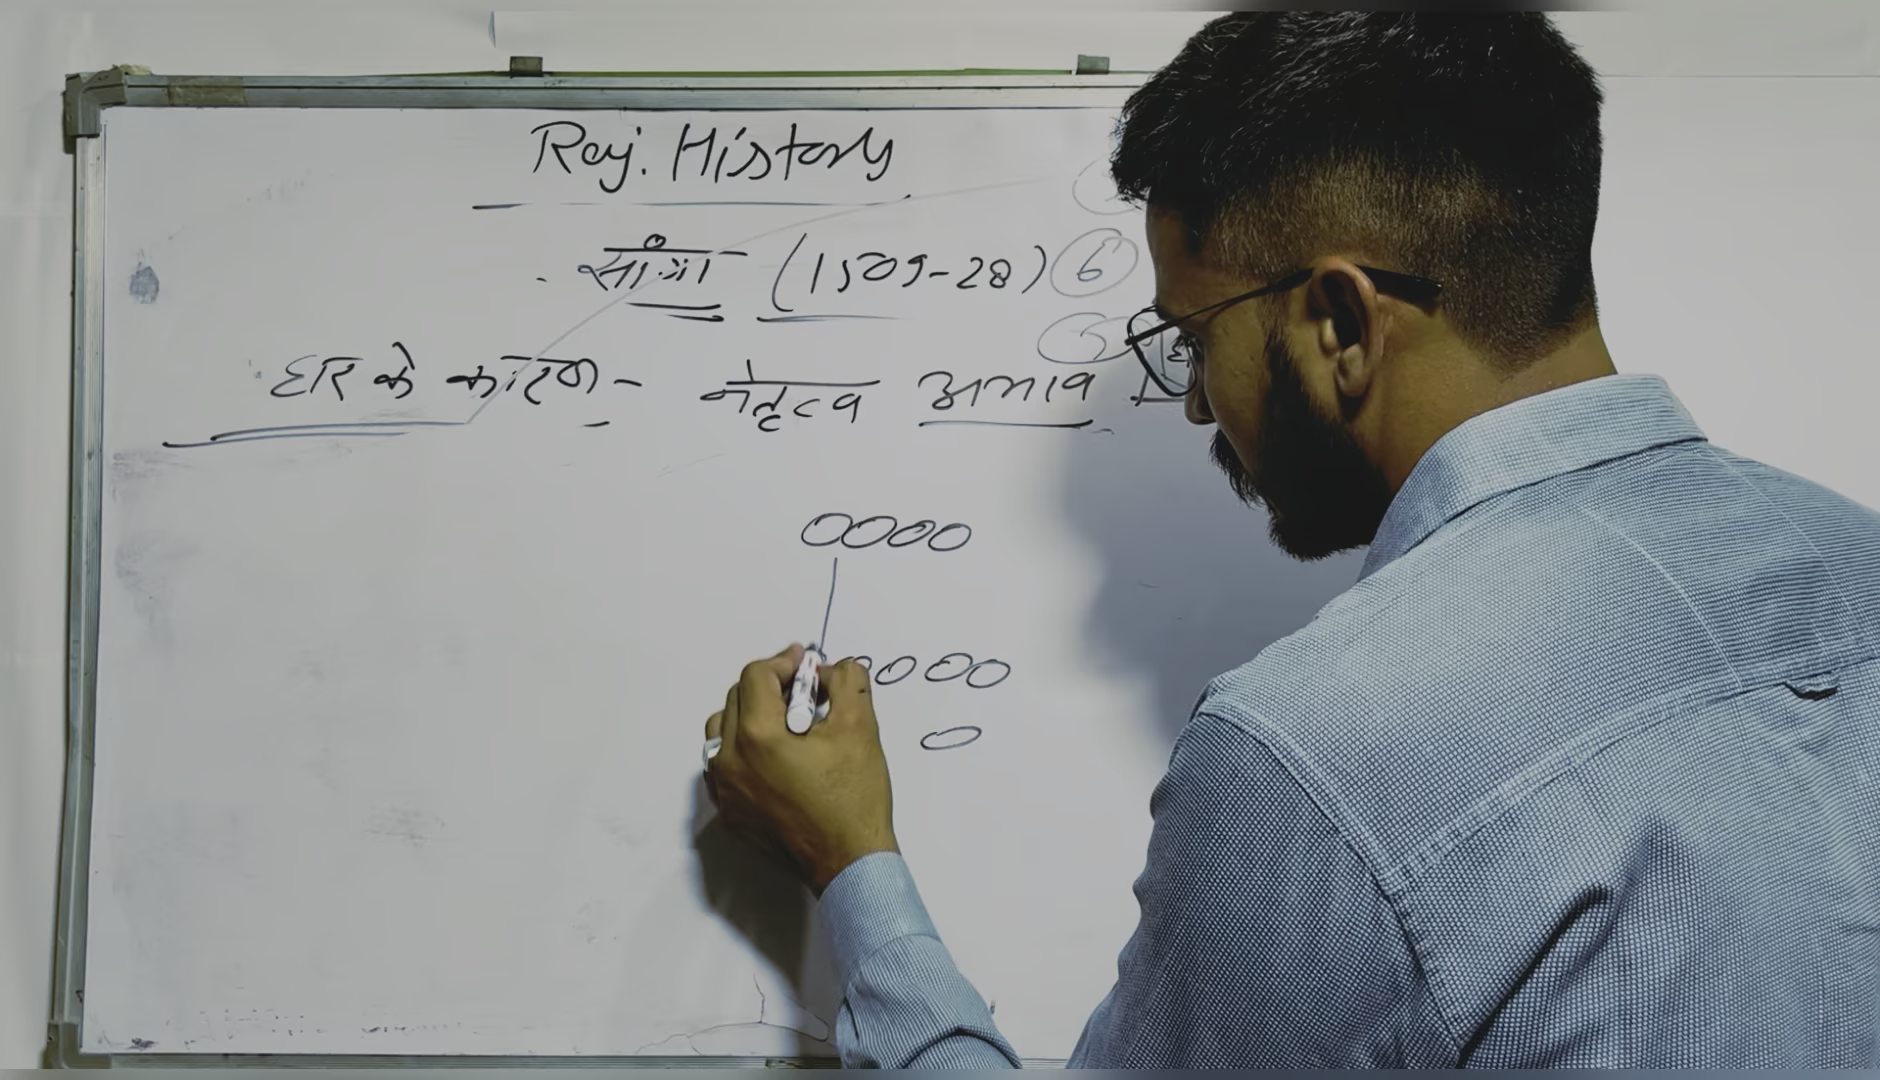 Raj. History
सांगा (1509-28) 6
हार के कारण - नेतृत्व अभाव